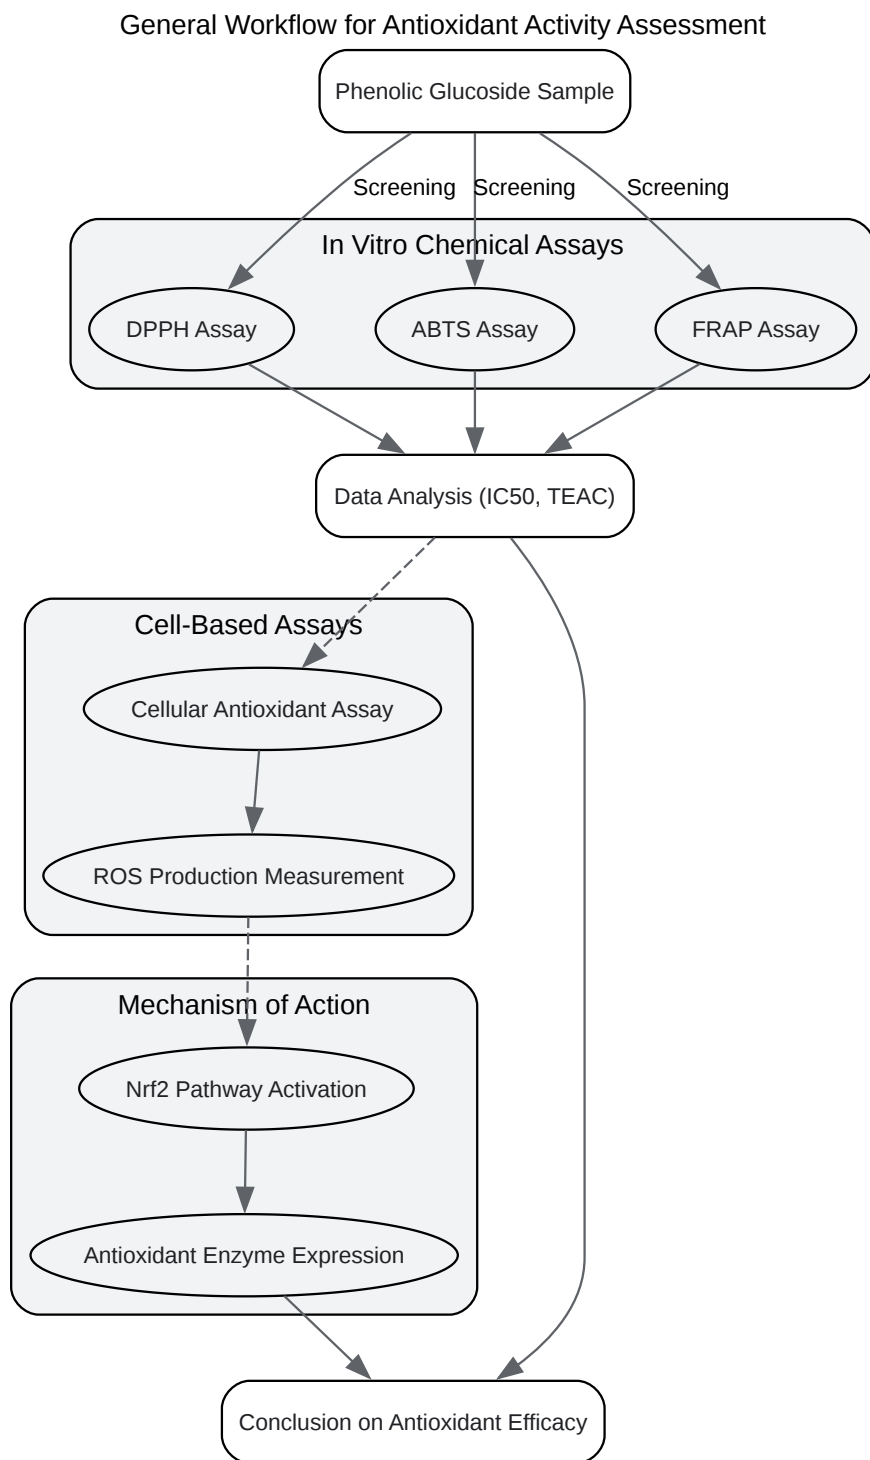 General Workflow for Antioxidant Activity Assessment
Phenolic Glucoside Sample
Screening
Screening
Screening
In Vitro Chemical Assays
DPPH Assay
ABTS Assay
FRAP Assay
Data Analysis (IC50, TEAC)
Cell-Based Assays
Cellular Antioxidant Assay
ROS Production Measurement
Mechanism of Action
Nrf2 Pathway Activation
Antioxidant Enzyme Expression
Conclusion on Antioxidant Efficacy